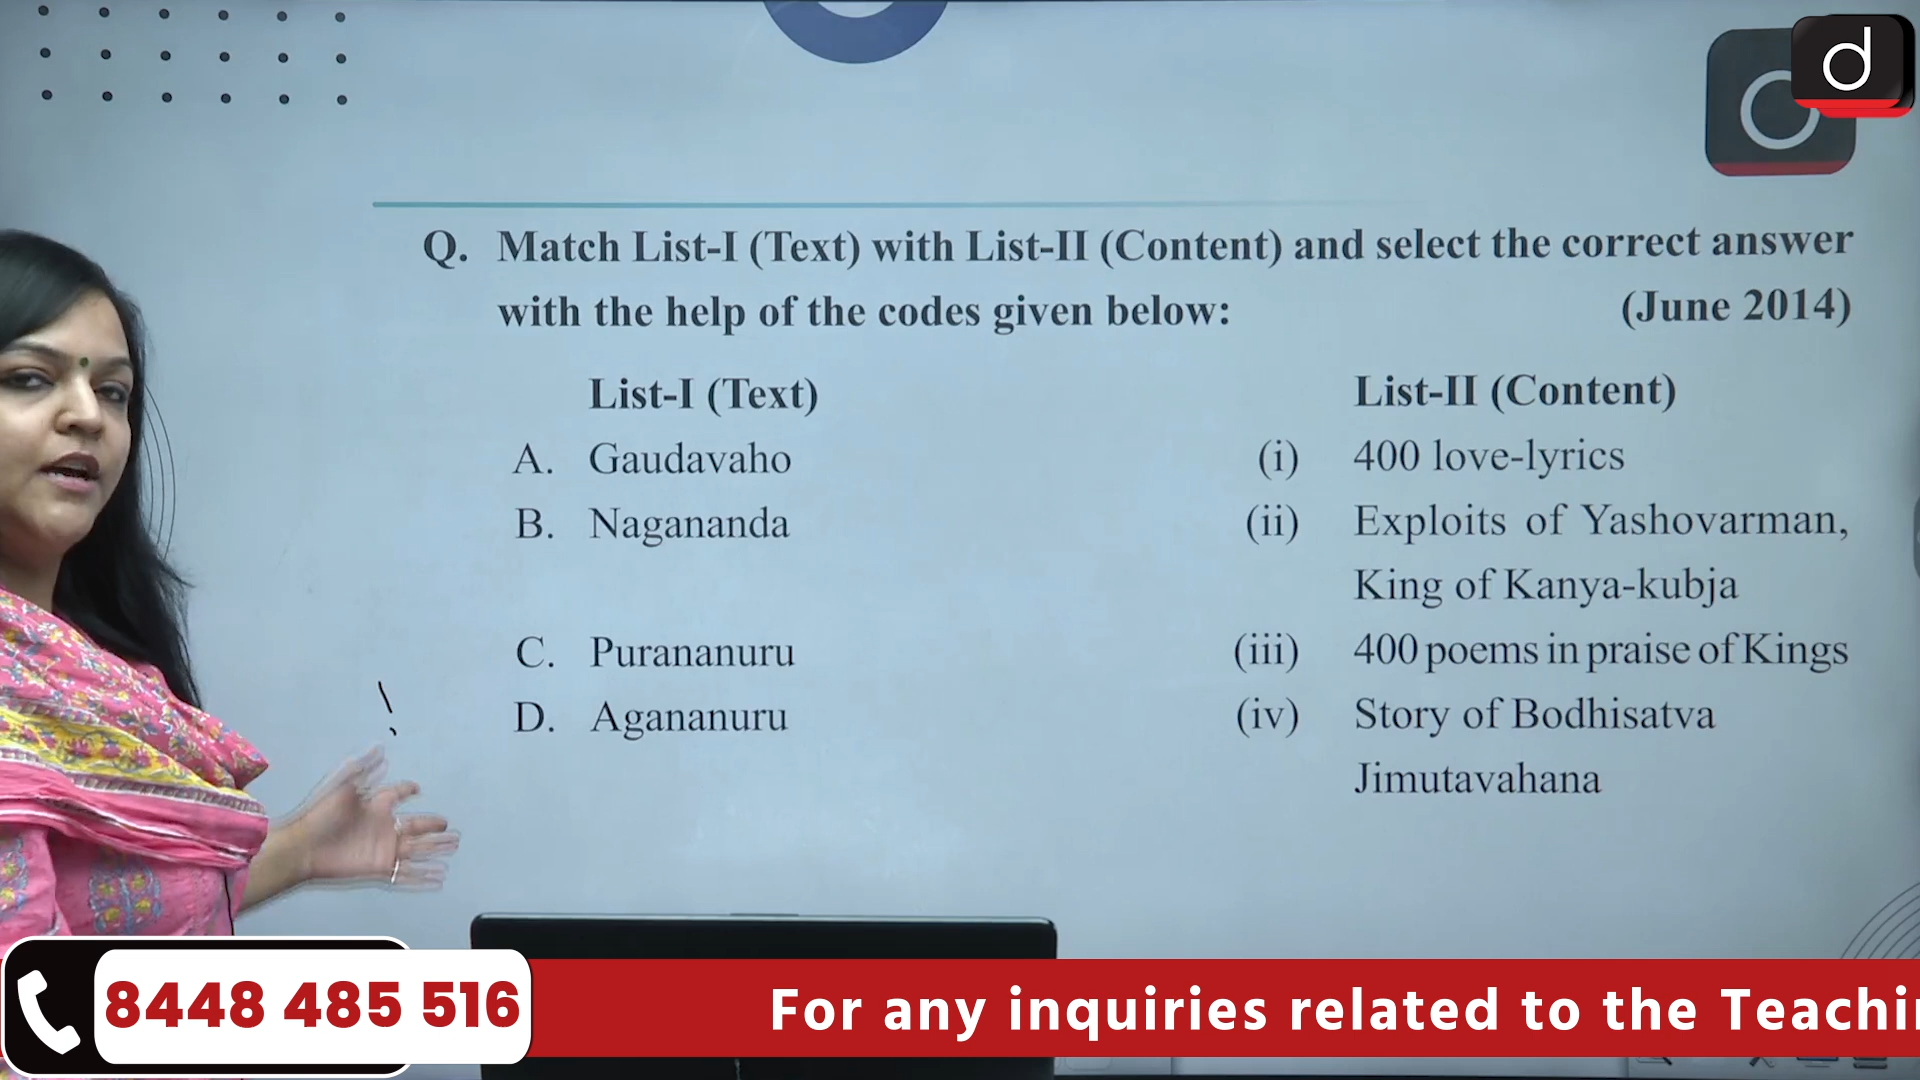 d
Q. Match List-I (Text) with List-II (Content) and select the correct answer
with the help of the codes given below: (June 2014)
List-I (Text) List-II (Content)
A. Gaudavaho (i) 400 love-lyrics
B. Nagananda (ii) Exploits of Yashovarman,
King of Kanya-kubja
C. Purananuru (iii) 400 poems in praise of Kings
D. Agananuru (iv) Story of Bodhisatva
Jimutavahana
8448 485 516
For any inquiries related to the